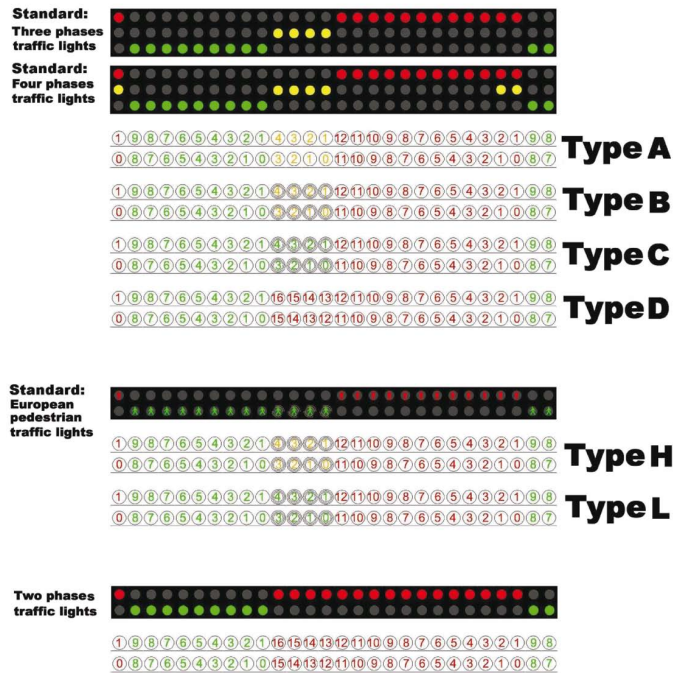 Standard:
Three phases
traffic lights
Standard:
Four phases
traffic lights
1 9 8 7 6 5 4 3 2 1 4 3 2 1 12 11 10 9 8 7 6 5 4 3 2 1 9 8
0 8 7 6 5 4 3 2 1 0 3 2 1 0 11 10 9 8 7 6 5 4 3 2 1 0 8 7
Type A
1 9 8 7 6 5 4 3 2 1 4 3 2 1 12 11 10 9 8 7 6 5 4 3 2 1 9 8
0 8 7 6 5 4 3 2 1 0 3 2 1 0 11 10 9 8 7 6 5 4 3 2 1 0 8 7
Type B
1 9 8 7 6 5 4 3 2 1 4 3 2 1 12 11 10 9 8 7 6 5 4 3 2 1 9 8
0 8 7 6 5 4 3 2 1 0 3 2 1 0 11 10 9 8 7 6 5 4 3 2 1 0 8 7
Type C
1 9 8 7 6 5 4 3 2 1 16 15 14 13 12 11 10 9 8 7 6 5 4 3 2 1 9 8
0 8 7 6 5 4 3 2 1 0 15 14 13 12 11 10 9 8 7 6 5 4 3 2 1 0 8 7
Type D
Standard:
European
pedestrian
traffic lights
1 9 8 7 6 5 4 3 2 1 4 3 2 1 12 11 10 9 8 7 6 5 4 3 2 1 9 8
0 8 7 6 5 4 3 2 1 0 3 2 1 0 11 10 9 8 7 6 5 4 3 2 1 0 8 7
Type H
1 9 8 7 6 5 4 3 2 1 4 3 2 1 12 11 10 9 8 7 6 5 4 3 2 1 9 8
0 8 7 6 5 4 3 2 1 0 3 2 1 0 11 10 9 8 7 6 5 4 3 2 1 0 8 7
Type L
Two phases
traffic lights
1 9 8 7 6 5 4 3 2 1 16 15 14 13 12 11 10 9 8 7 6 5 4 3 2 1 9 8
0 8 7 6 5 4 3 2 1 0 15 14 13 12 11 10 9 8 7 6 5 4 3 2 1 0 8 7